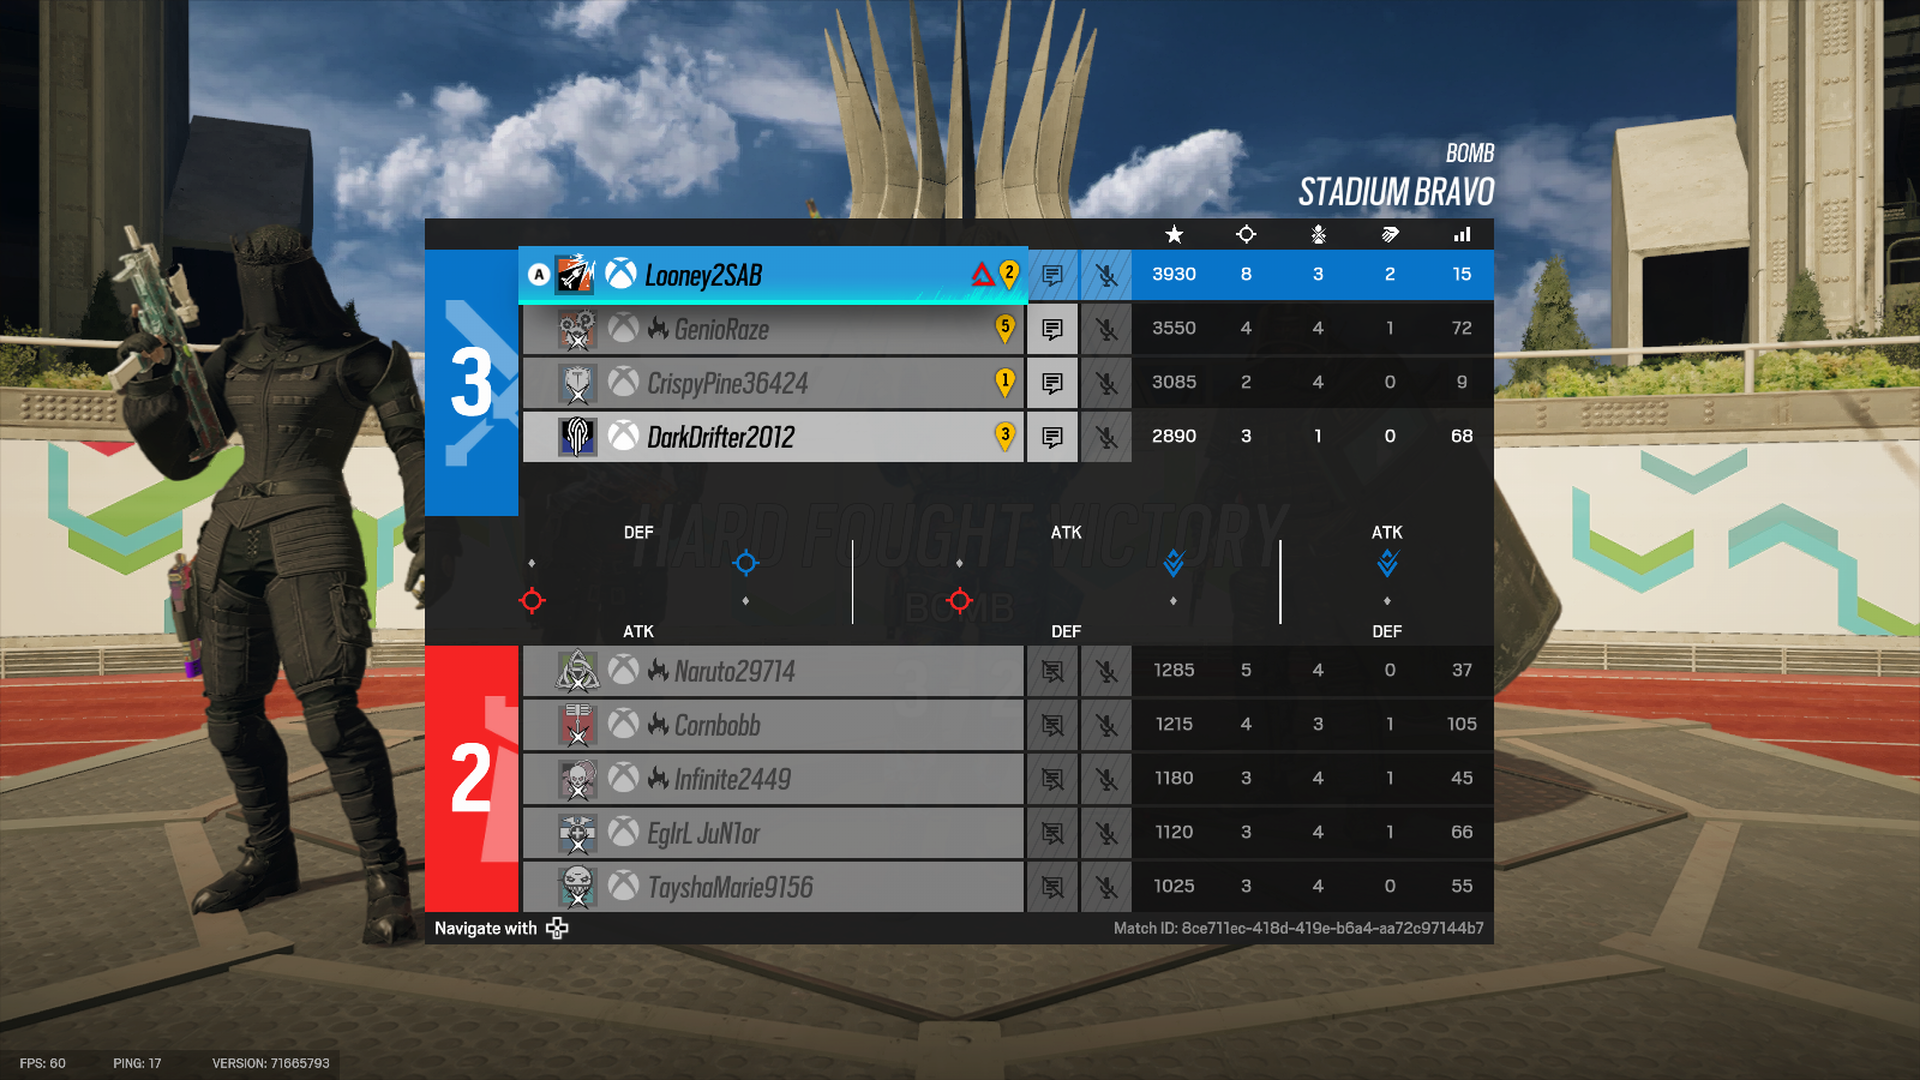 BOMB
STADIUM BRAVO
3
A Looney2SAB 2 3930 8 3 2 15
GenioRaze 5 3550 4 4 1 72
CrispyPine36424 1 3085 2 4 0 9
DarkDrifter2012 3 2890 3 1 0 68
HARD FOUGHT VICTORY
DEF ATK ATK
BOMB
ATK DEF DEF
2
Naruto29714 1285 5 4 0 37
Cornbobb 1215 4 3 1 105
Infinite2449 1180 3 4 1 45
EgIrL JuN1or 1120 3 4 1 66
TayshaMarie9156 1025 3 4 0 55
Navigate with
Match ID: 8ce711ec-418d-419e-b6a4-aa72c97144b7
FPS: 60 PING: 17 VERSION: 71665793